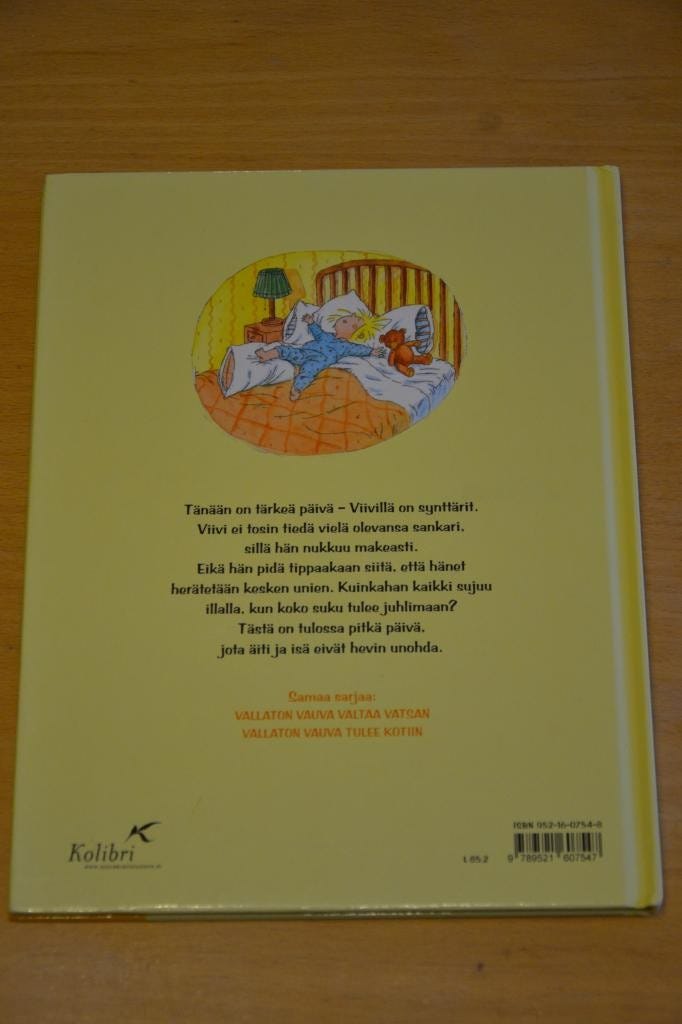 Tänään on tärkeä päivä – Viivillä on synttärit.
Viivi ei tosin tiedä vielä olevansa sankari,
sillä hän nukkuu makeasti.
Eikä hän pidä tippaakaan siitä, että hänet
herätetään kesken unien. Kuinkahan kaikki sujuu
illalla, kun koko suku tulee juhlimaan?
Tästä on tulossa pitkä päivä,
jota äiti ja isä eivät hevin unohda.
Samaa sarjaa:
VALLATON VAUVA VALTAA VATSAN
VALLATON VAUVA TULEE KOTIIN
Kolibri
ISBN 952-16-0754-8
L 85.2
9 789521 607547